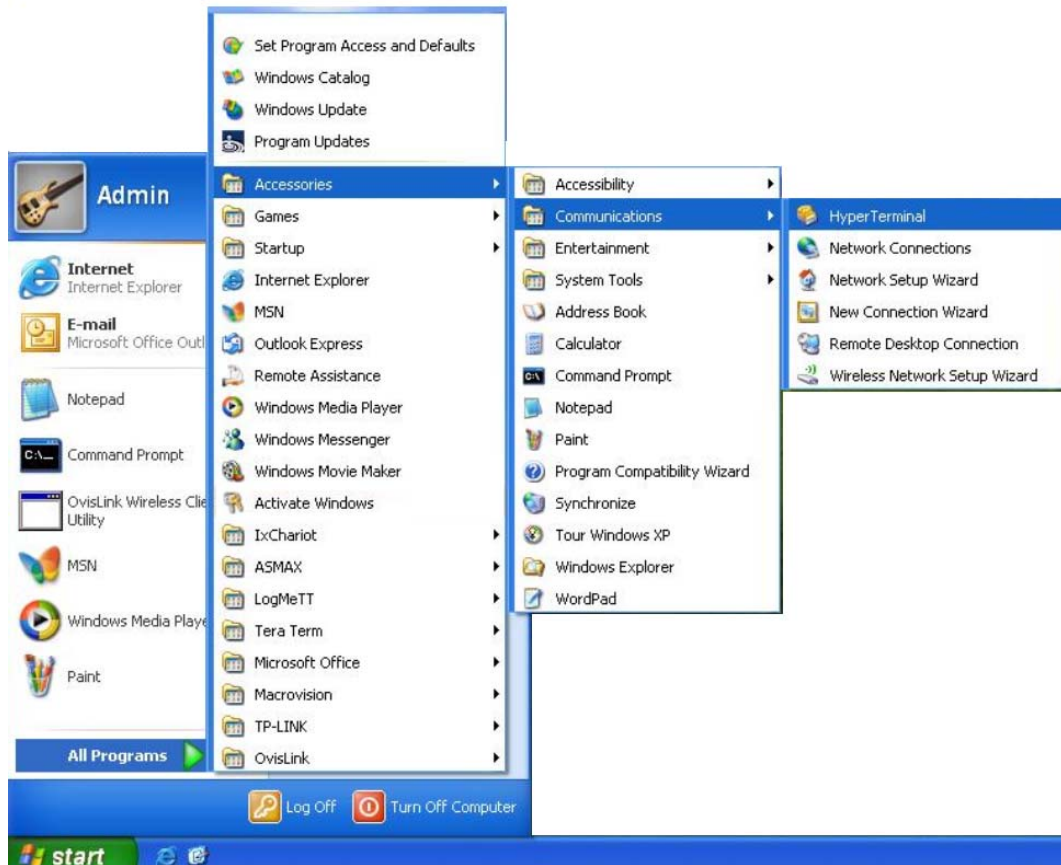 Set Program Access and Defaults
Windows Catalog
Windows Update
Program Updates
Admin
Internet
Internet Explorer
E-mail
Microsoft Office Outl
Notepad
C:\_
Command Prompt
OvisLink Wireless Clie
Utility
MSN
Windows Media Playe
Paint
All Programs
Accessories
Games
Startup
Internet Explorer
MSN
Outlook Express
Remote Assistance
Windows Media Player
Windows Messenger
Windows Movie Maker
Activate Windows
IxChariot
ASMAX
LogMeTT
Tera Term
Microsoft Office
Macrovision
TP-LINK
OvisLink
Accessibility
Communications
Entertainment
System Tools
Address Book
Calculator
Command Prompt
Notepad
Paint
Program Compatibility Wizard
Synchronize
Tour Windows XP
Windows Explorer
WordPad
HyperTerminal
Network Connections
Network Setup Wizard
New Connection Wizard
Remote Desktop Connection
Wireless Network Setup Wizard
Log Off
Turn Off Computer
start